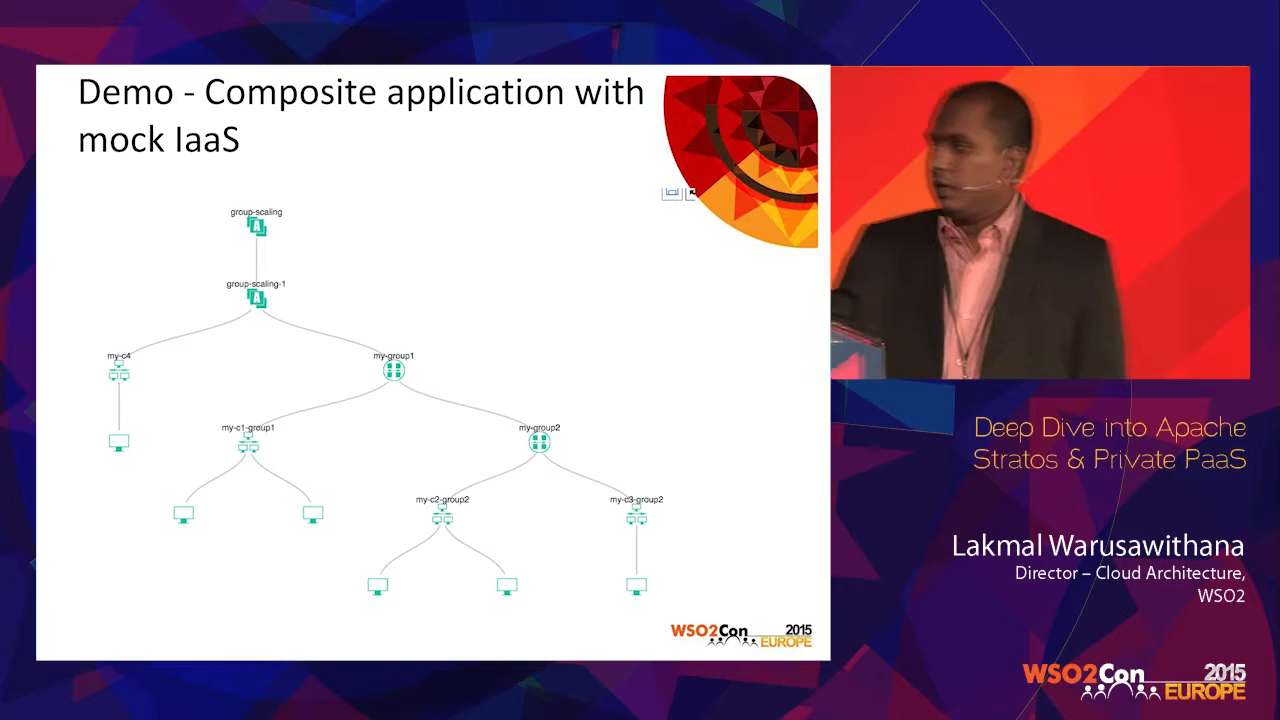 Demo - Composite application with
mock IaaS
group-scaling
group-scaling-1
my-c4
my-group1
my-c1-group1
my-group2
my-c2-group2
my-c3-group2
WSO2Con 2015
EUROPE
Deep Dive into Apache
Stratos & Private PaaS
Lakmal Warusawithana
Director – Cloud Architecture,
WSO2
WSO2Con 2015
EUROPE